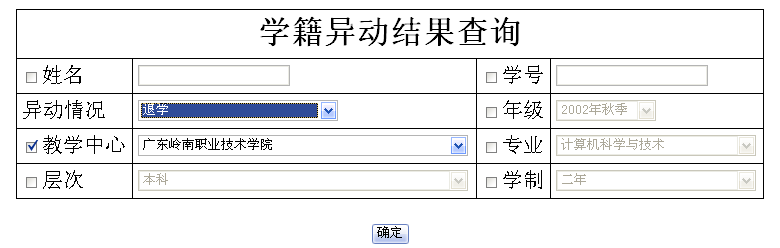 学籍异动结果查询
姓名 学号
异动情况 退学 年级 2002年秋季
教学中心 广东岭南职业技术学院 专业 计算机科学与技术
层次 本科 学制 二年
确定